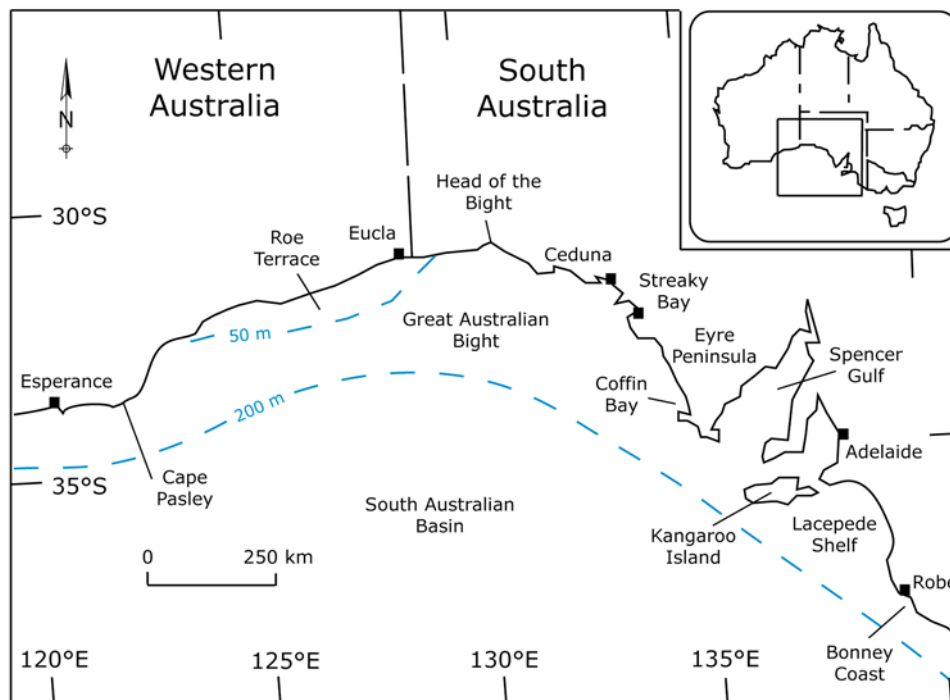 Western
Australia
South
Australia
N
Head of the
Bight
30°S
Roe
Terrace
Eucla
Ceduna
Streaky
Bay
50 m
Great Australian
Bight
Eyre
Peninsula
Spencer
Gulf
Esperance
200 m
Coffin
Bay
Adelaide
Cape
Pasley
35°S
South Australian
Basin
Kangaroo
Island
Lacepede
Shelf
0 250 km
Robe
Bonney
Coast
120°E 125°E 130°E 135°E